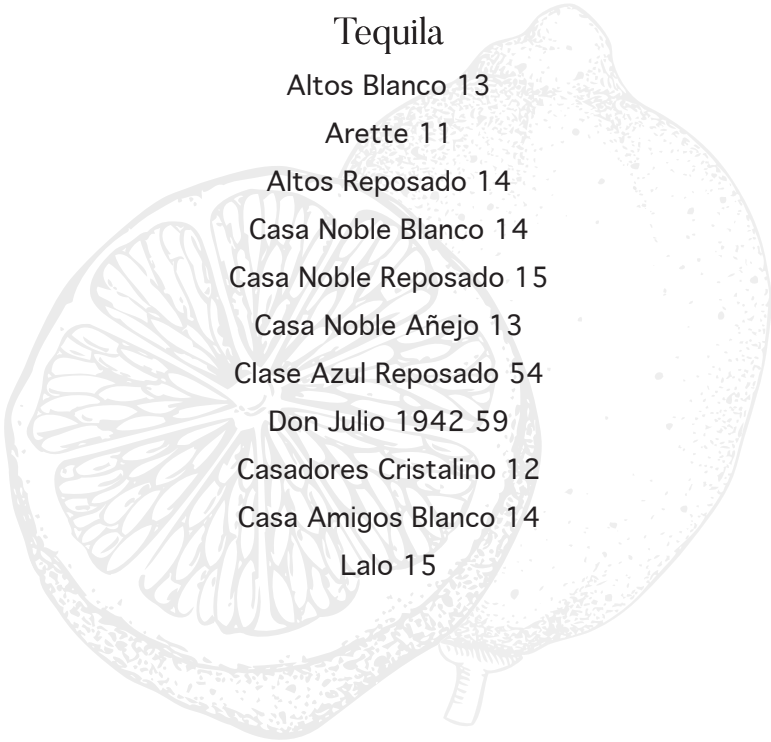 Tequila
Altos Blanco 13
Arette 11
Altos Reposado 14
Casa Noble Blanco 14
Casa Noble Reposado 15
Casa Noble Añejo 13
Clase Azul Reposado 54
Don Julio 1942 59
Casadores Cristalino 12
Casa Amigos Blanco 14
Lalo 15